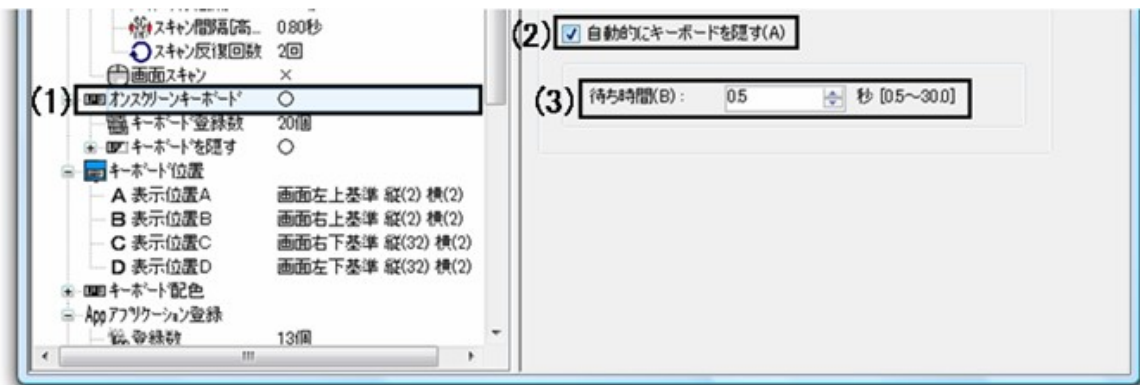 スキャン間隔[高... 0.80秒
スキャン反復回数 2回
画面スキャン ×
(1) オンスクリーンキーボード ○
キーボード登録数 20個
キーボードを隠す ○
キーボード位置
A 表示位置A 画面左上基準 縦(2) 横(2)
B 表示位置B 画面右上基準 縦(2) 横(2)
C 表示位置C 画面右下基準 縦(32) 横(2)
D 表示位置D 画面左下基準 縦(32) 横(2)
キーボード配色
App アプリケーション登録
登録数 13個
(2) 自動的にキーボードを隠す(A)
(3) 待ち時間(B): 0.5 秒 [0.5~30.0]